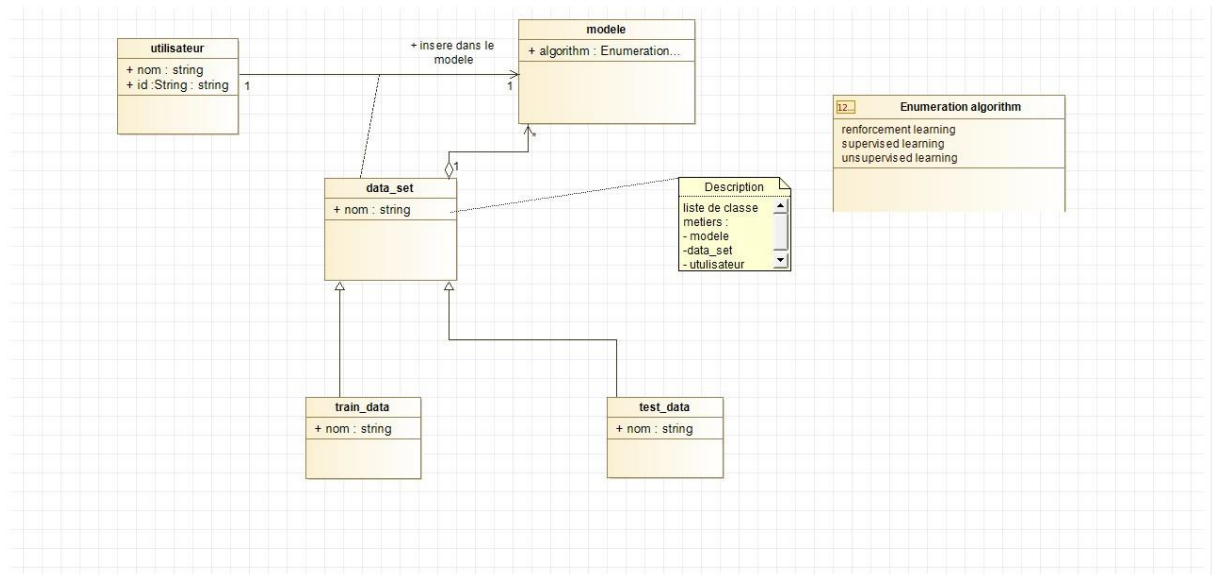 utilisateur
+ nom : string
+ id :String : string
1
+ insere dans le
modele
1
modele
+ algorithm : Enumeration...
*
1
12...
Enumeration algorithm
renforcement learning
supervised learning
unsupervised learning
data_set
+ nom : string
Description
liste de classe
metiers :
- modele
-data_set
- utulisateur
train_data
+ nom : string
test_data
+ nom : string